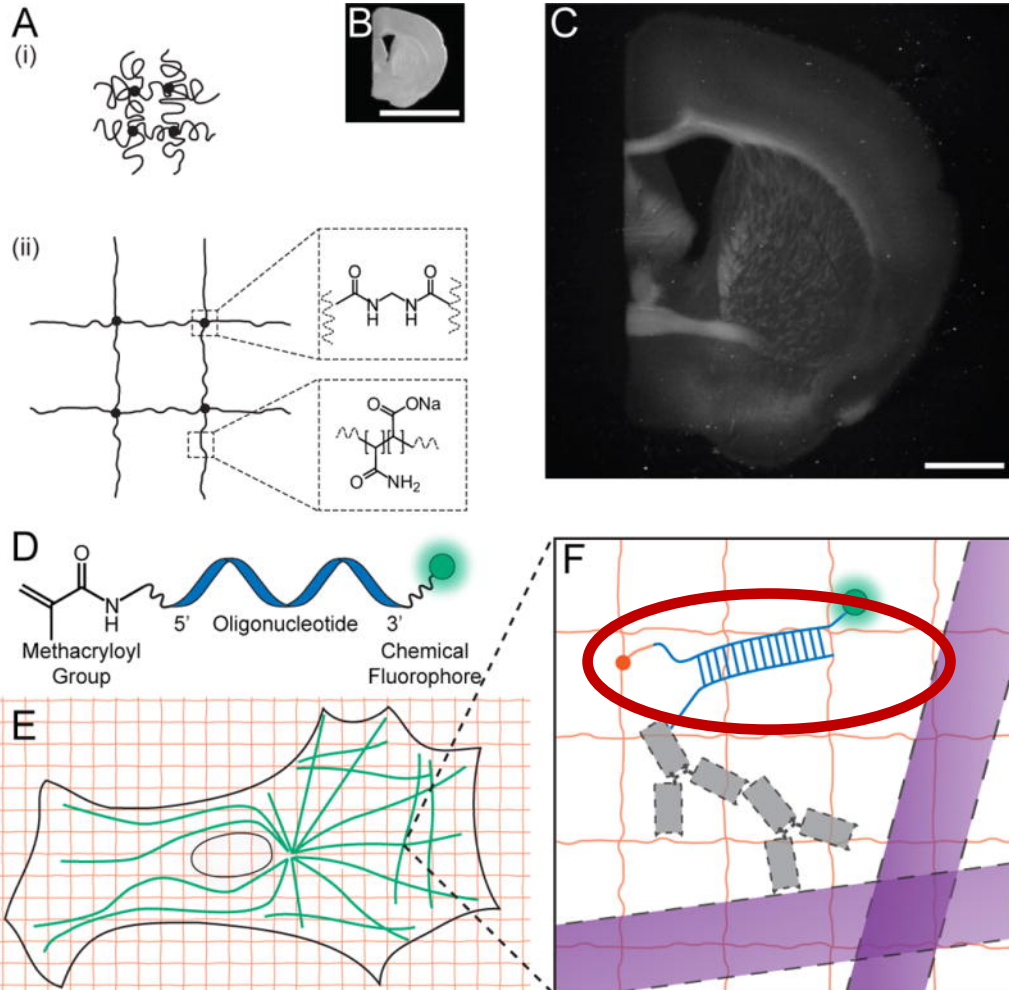 A
(i)
B
C
(ii)
O
O
N
H
N
H
O
ONa
O
NH₂
D
O
N
H
5’
Oligonucleotide
3’
Methacryloyl
Group
Chemical
Fluorophore
E
F